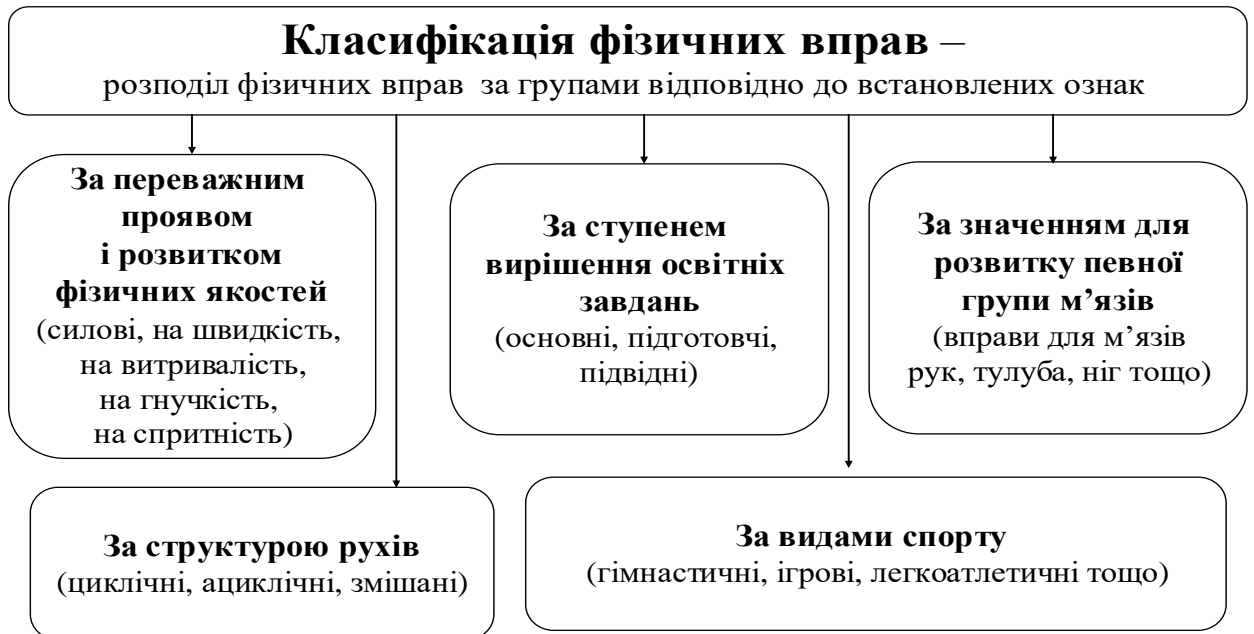 Класифікація фізичних вправ –
розподіл фізичних вправ за групами відповідно до встановлених ознак
За переважним
проявом
і розвитком
фізичних якостей
(силові, на швидкість,
на витривалість,
на гнучкість,
на спритність)
За ступенем
вирішення освітніх
завдань
(основні, підготовчі,
підвідні)
За значенням для
розвитку певної
групи м’язів
(вправи для м’язів
рук, тулуба, ніг тощо)
За структурою рухів
(циклічні, ациклічні, змішані)
За видами спорту
(гімнастичні, ігрові, легкоатлетичні тощо)